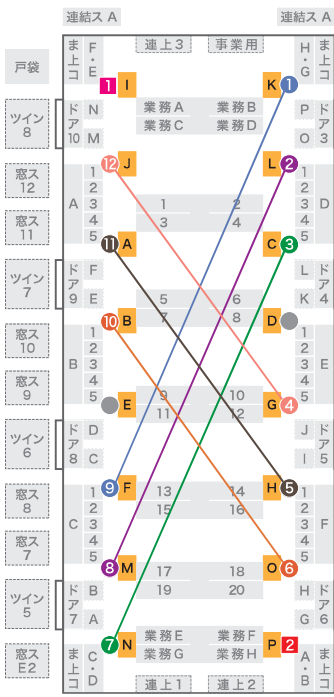 連結ス A 連結ス A
ま上コ F・E 連上3 事業用 H・G ま上コ
戸袋
1 I K 1
ツイン 8
ドア10 N M 業務A 業務B P O ドア3
業務C 業務D
12 J L 2
窓ス 12
A 1 2 3 4 5 1 2 1 2 3 4 5 D
3 4
窓ス 11
11 A C 3
ツイン 7
ドア9 F E 5 6 L K ドア4
7 8
10 B D
窓ス 10
B 1 2 3 4 5 1 2 3 4 5 E
窓ス 9
9 10
E G 4
11 12
ツイン 6
ドア8 D C J I ドア5
9 F H 5
窓ス 8
C 1 2 3 4 5 13 14 1 2 3 4 5 F
15 16
窓ス 7
8 M O 6
17 18
ツイン 5
ドア7 B A 19 20 H G ドア6
7 N P 2
業務E 業務F
業務G 業務H
窓ス E2
ま上コ C・D 連上1 連上2 A・B ま上コ